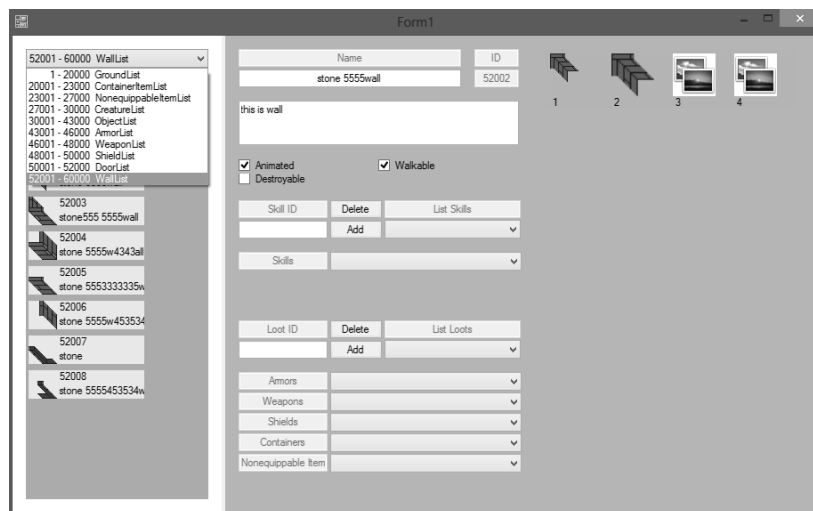 Form1
52001 - 60000 WallList
1 - 20000 GroundList
20001 - 23000 ContainerItemList
23001 - 27000 NonequippableItemList
27001 - 30000 CreatureList
30001 - 43000 ObjectList
43001 - 46000 ArmorList
46001 - 48000 WeaponList
48001 - 50000 ShieldList
50001 - 52000 DoorList
52001 - 60000 WallList
52003
stone555 5555wall
52004
stone 5555w4343all
52005
stone 5553333335w
52006
stone 5555w453534
52007
stone
52008
stone 5555453534w
Name ID
stone 5555wall 52002
this is wall
Animated Walkable
Destroyable
Skill ID Delete List Skills
Add
Skills
Loot ID Delete List Loots
Add
Armors
Weapons
Shields
Containers
Nonequippable Item
1 2 3 4